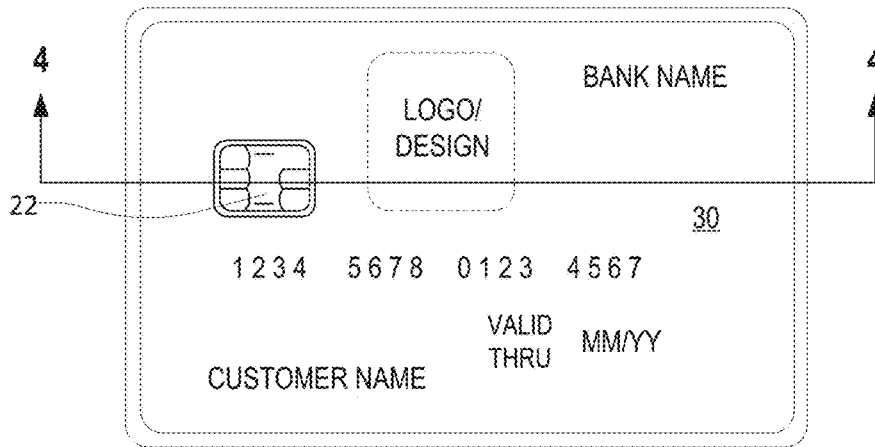 4
4
BANK NAME
LOGO/
DESIGN
22
30
1234 5678 0123 4567
VALID
THRU
MM/YY
CUSTOMER NAME